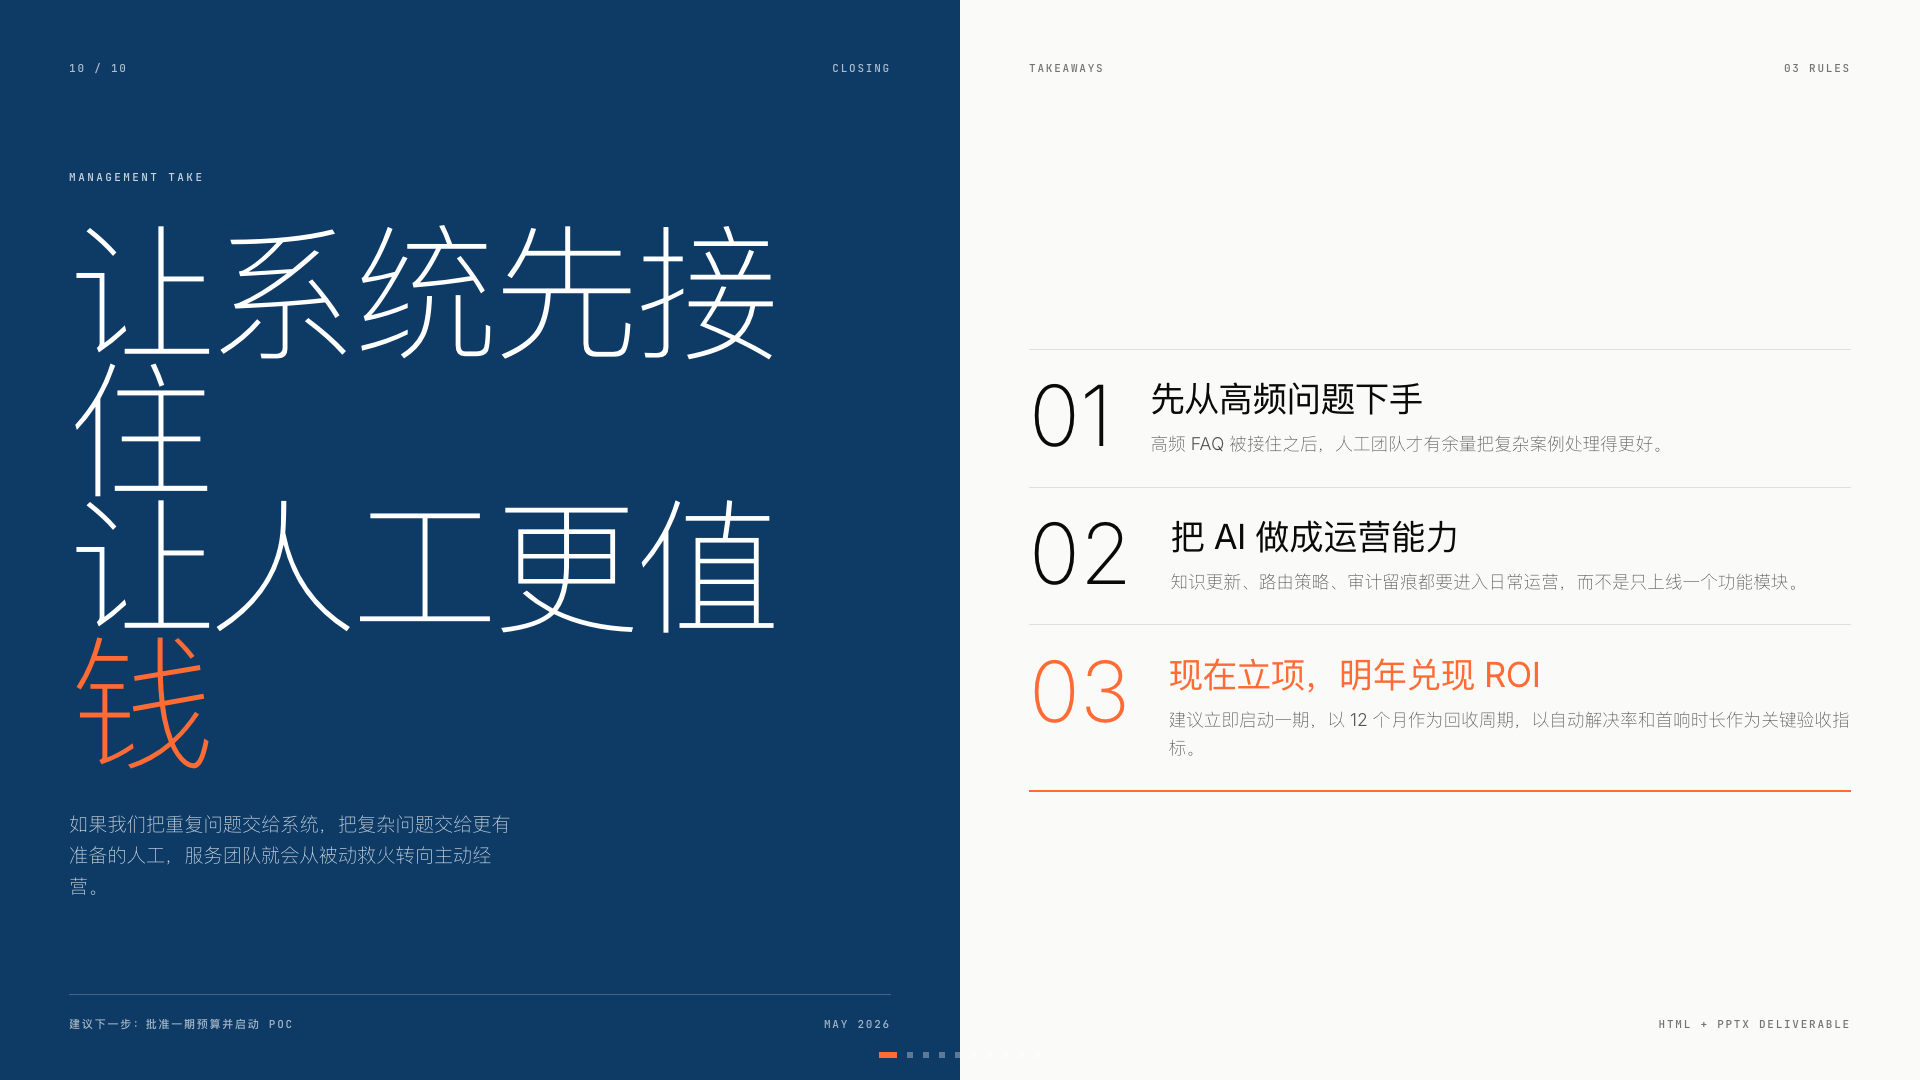 10 / 10
CLOSING
MANAGEMENT TAKE
让系统先接
住
让人工更值
钱
如果我们把重复问题交给系统，把复杂问题交给更有
准备的人工，服务团队就会从被动救火转向主动经
营。
建议下一步：批准一期预算并启动 POC
MAY 2026
TAKEAWAYS
03 RULES
01
先从高频问题下手
高频 FAQ 被接住之后，人工团队才有余量把复杂案例处理得更好。
02
把 AI 做成运营能力
知识更新、路由策略、审计留痕都要进入日常运营，而不是只上线一个功能模块。
03
现在立项，明年兑现 ROI
建议立即启动一期，以 12 个月作为回收周期，以自动解决率和首响时长作为关键验收指
标。
HTML + PPTX DELIVERABLE